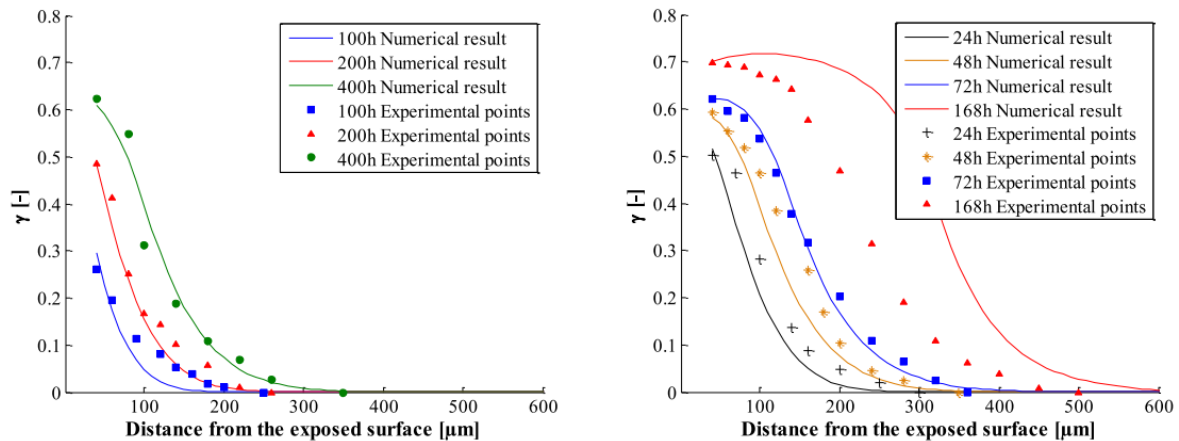 0.8
0.7
0.6
0.5
0.4
0.3
0.2
0.1
0
γ [-]
100h Numerical result
200h Numerical result
400h Numerical result
100h Experimental points
200h Experimental points
400h Experimental points
100 200 300 400 500 600
Distance from the exposed surface [µm]
0.8
0.7
0.6
0.5
0.4
0.3
0.2
0.1
0
γ [-]
24h Numerical result
48h Numerical result
72h Numerical result
168h Numerical result
24h Experimental points
48h Experimental points
72h Experimental points
168h Experimental points
100 200 300 400 500 600
Distance from the exposed surface [µm]